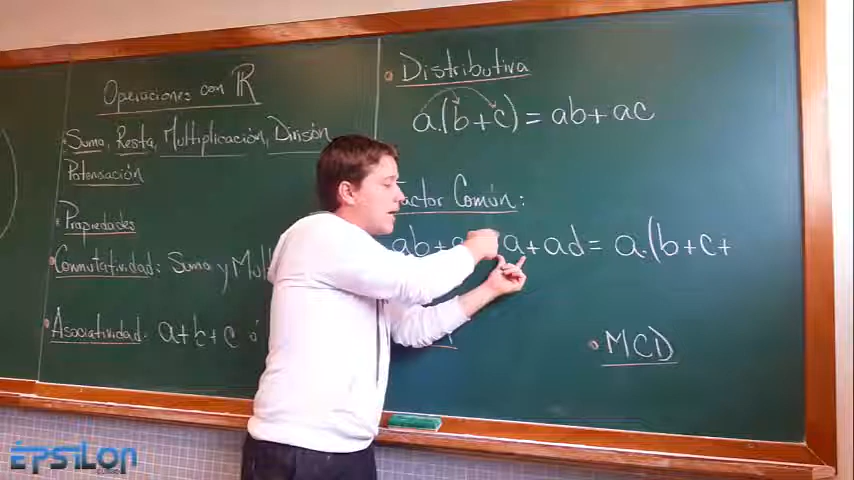 Operaciones con ℝ
Suma, Resta, Multiplicación, División
Potenciación
Propiedades
Conmutatividad: Suma y
Asociatividad: a+b+c ó
Distributiva
a.(b+c)=ab+ac
Factor Común:
ab+ a+ad= a.(b+c+
MCD
EPSILON